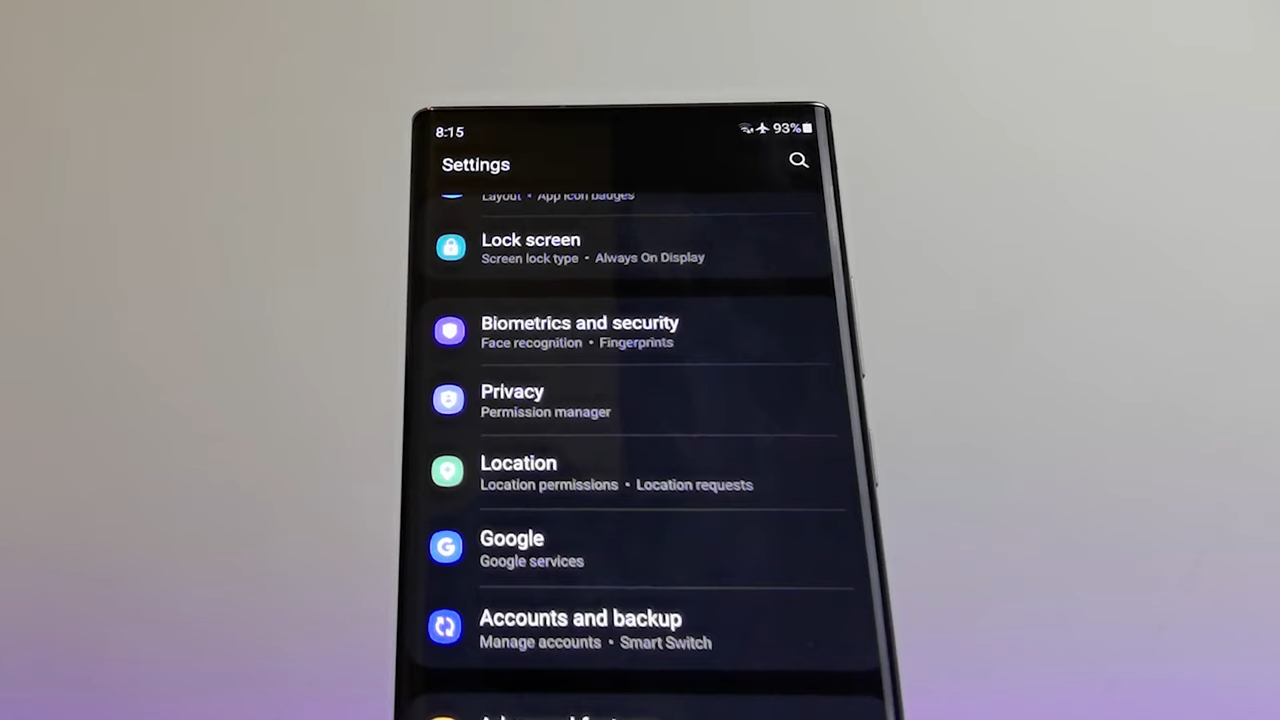 8:15 93%
Settings
Layout • App icon badges
Lock screen
Screen lock type • Always On Display
Biometrics and security
Face recognition • Fingerprints
Privacy
Permission manager
Location
Location permissions • Location requests
Google
Google services
Accounts and backup
Manage accounts • Smart Switch